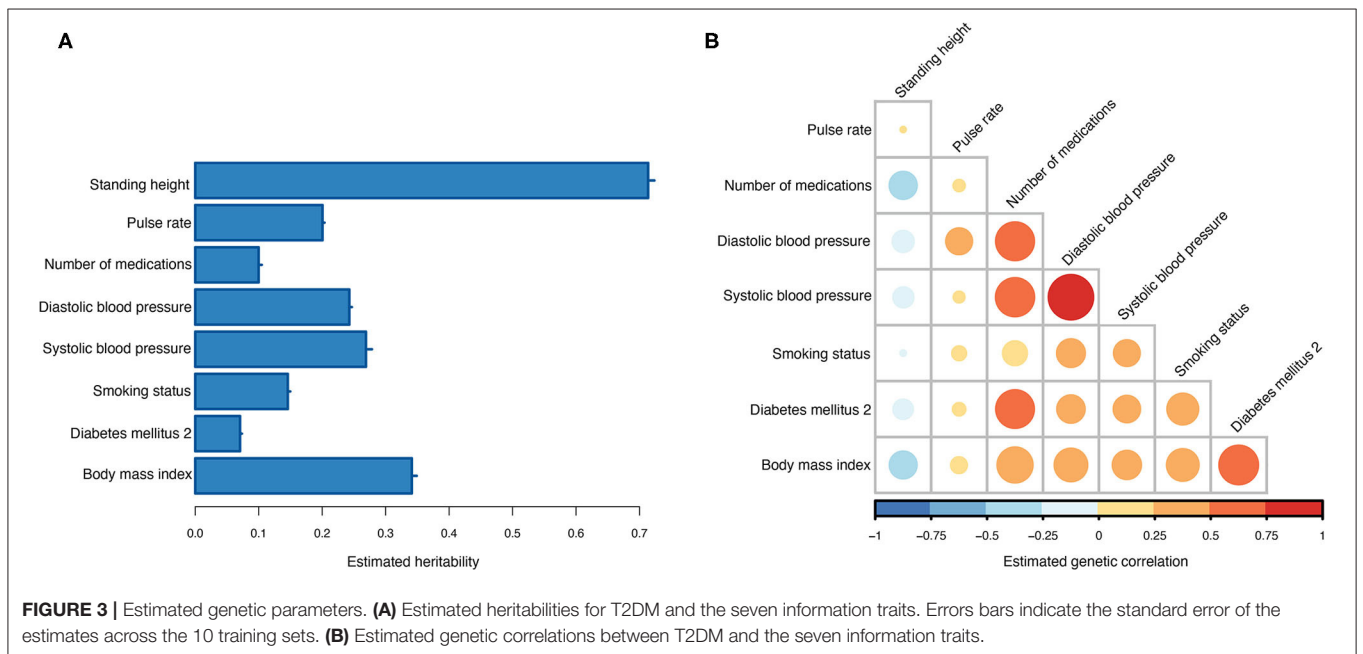 A
Standing height
Pulse rate
Number of medications
Diastolic blood pressure
Systolic blood pressure
Smoking status
Diabetes mellitus 2
Body mass index
0.0 0.1 0.2 0.3 0.4 0.5 0.6 0.7
Estimated heritability
B
Standing height
Pulse rate
Number of medications
Diastolic blood pressure
Systolic blood pressure
Smoking status
Diabetes mellitus 2
Pulse rate
Number of medications
Diastolic blood pressure
Systolic blood pressure
Smoking status
Diabetes mellitus 2
Body mass index
−1 −0.75 −0.5 −0.25 0 0.25 0.5 0.75 1
Estimated genetic correlation
FIGURE 3 | Estimated genetic parameters. (A) Estimated heritabilities for T2DM and the seven information traits. Errors bars indicate the standard error of the
estimates across the 10 training sets. (B) Estimated genetic correlations between T2DM and the seven information traits.